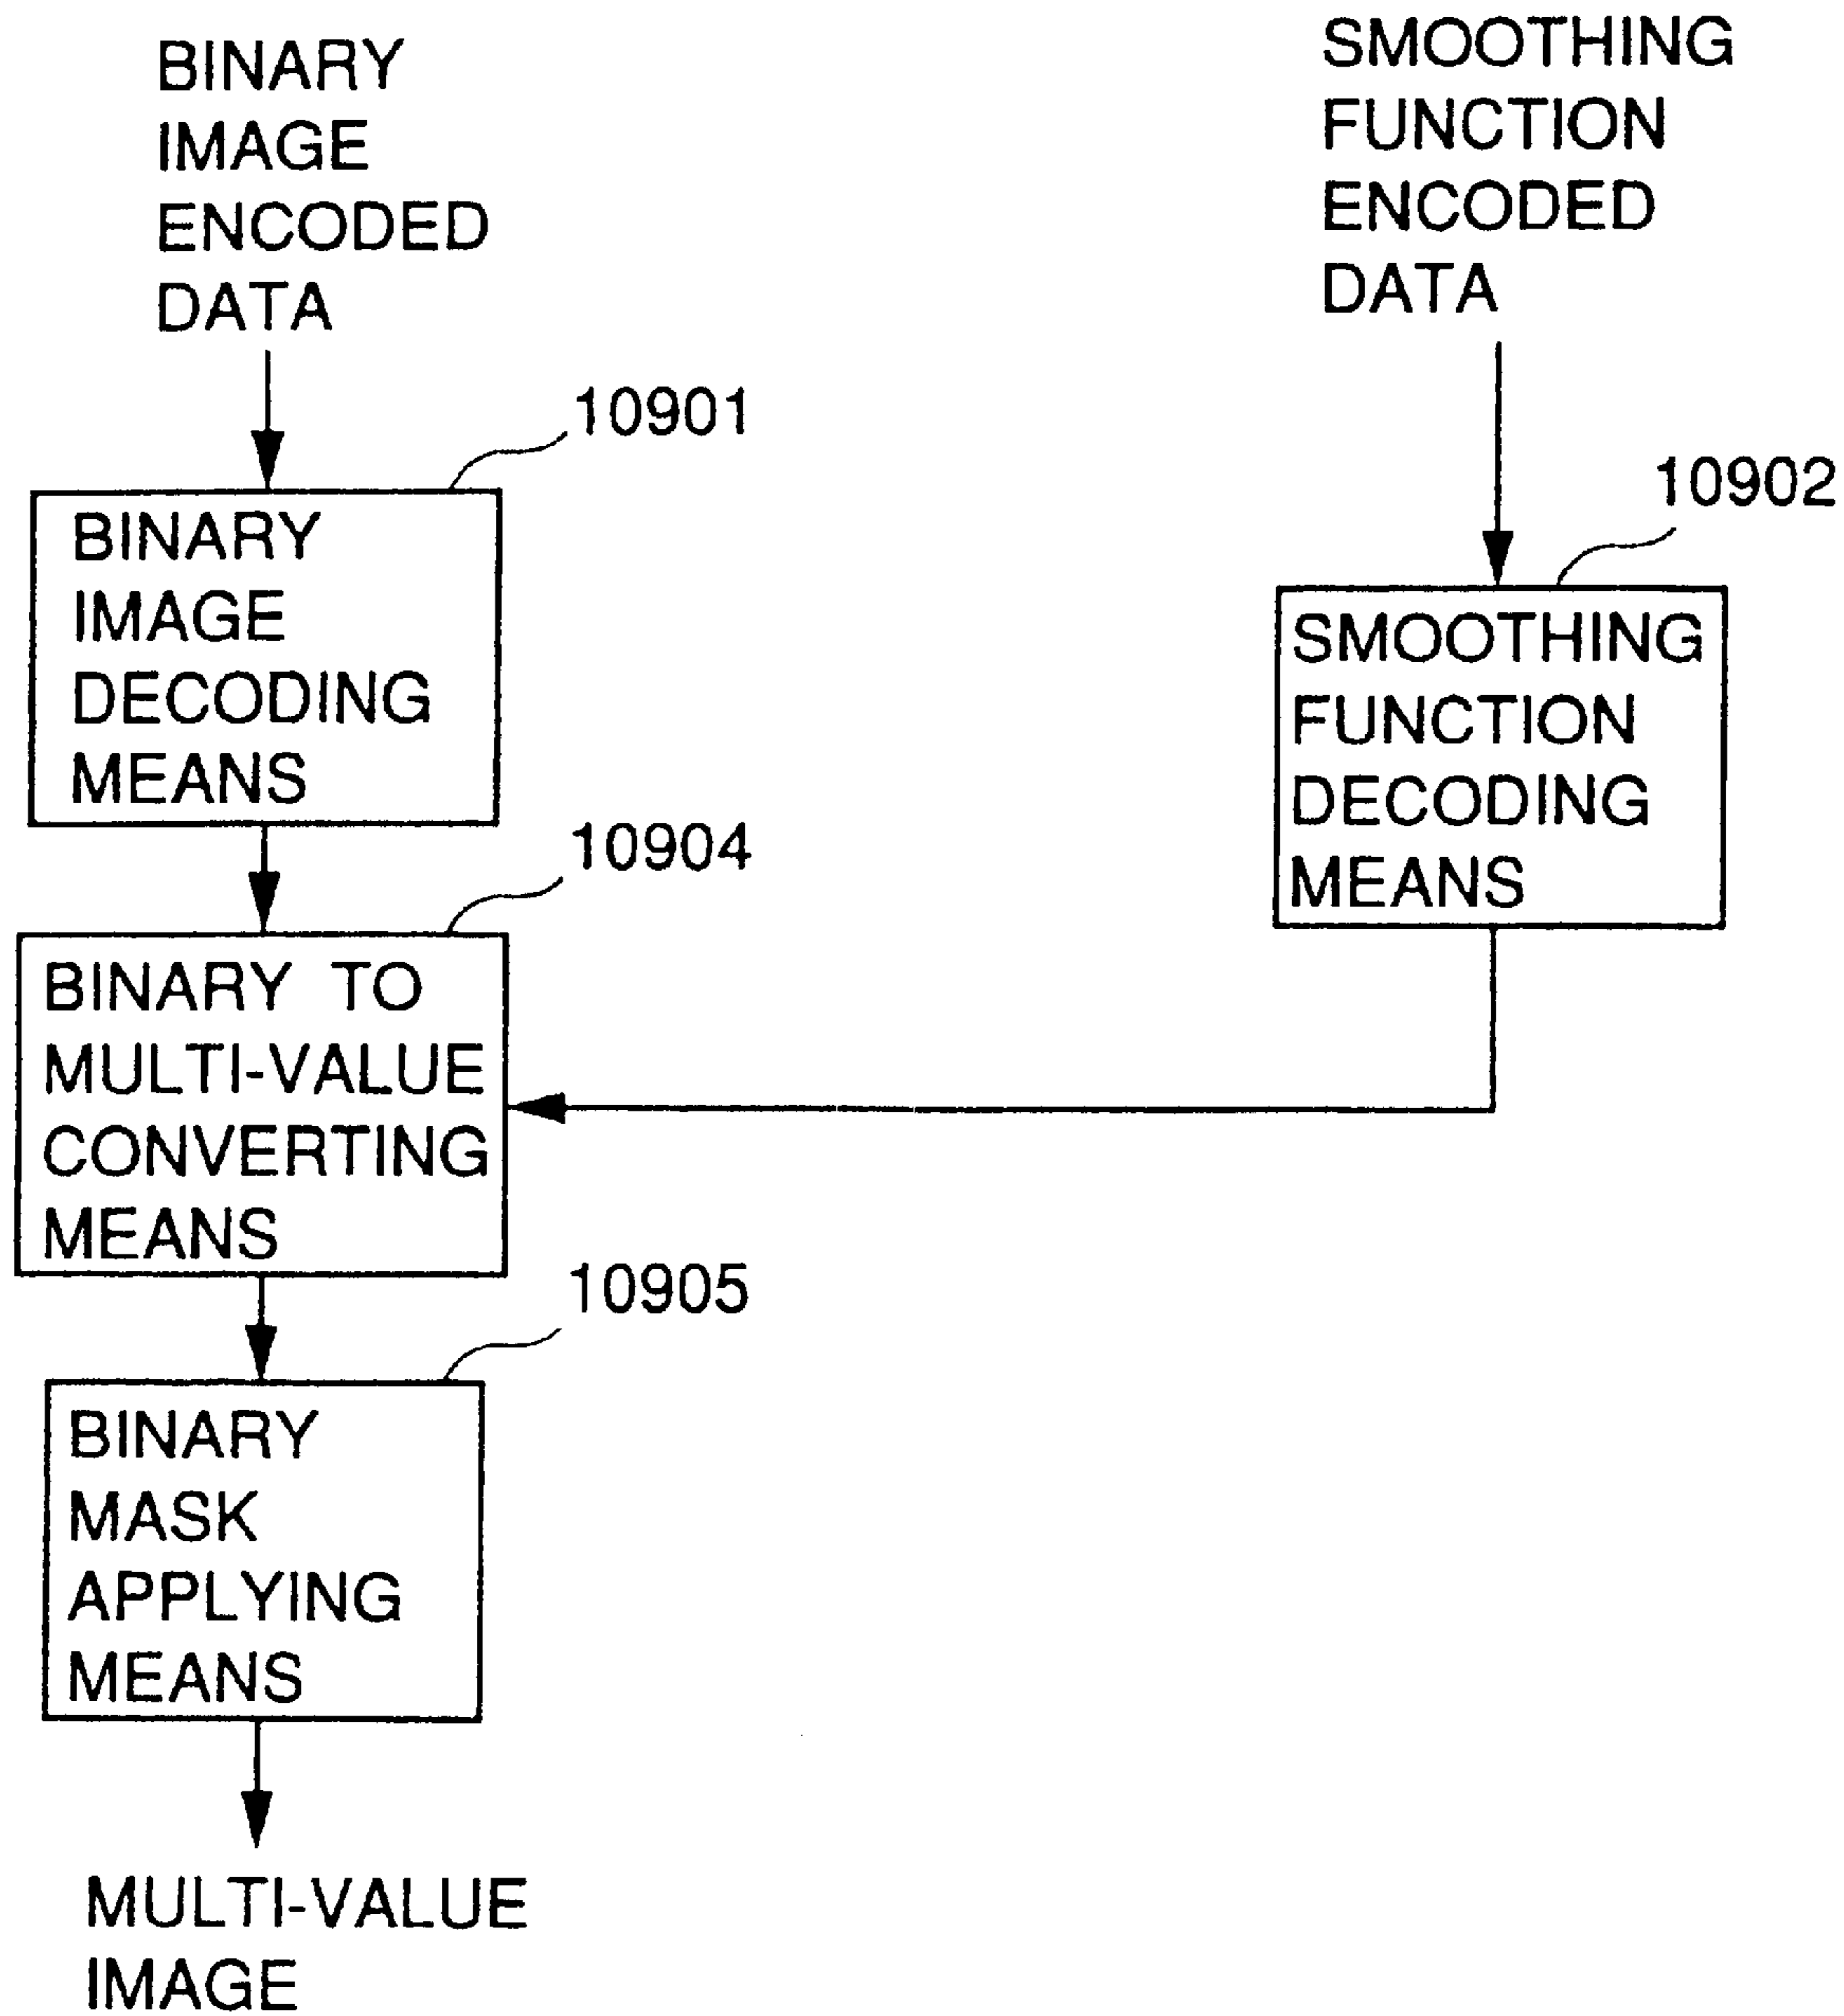 BINARY
IMAGE
ENCODED
DATA
SMOOTHING
FUNCTION
ENCODED
DATA
10901
BINARY
IMAGE
DECODING
MEANS
10902
SMOOTHING
FUNCTION
DECODING
MEANS
10904
BINARY TO
MULTI-VALUE
CONVERTING
MEANS
10905
BINARY
MASK
APPLYING
MEANS
MULTI-VALUE
IMAGE